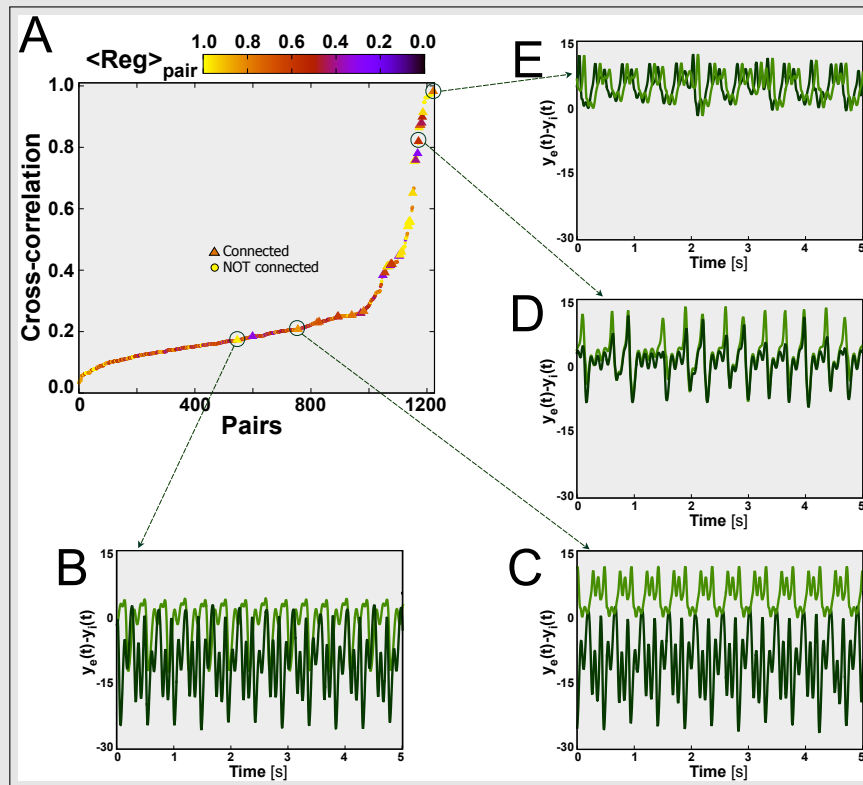 A
<Reg>pair
1.0 0.8 0.6 0.4 0.2 0.0
1.0
0.8
0.6
0.4
0.2
0.0
Cross-correlation
Connected
NOT connected
0 400 800 1200
Pairs
E
15
0
-15
-30
ye(t)-yi(t)
0 1 2 3 4 5
Time [s]
D
15
0
-15
-30
ye(t)-yi(t)
0 1 2 3 4 5
Time [s]
B
15
0
-15
-30
0 1 2 3 4 5
Time [s]
C
15
0
-15
-30
ye(t)-yi(t)
0 1 2 3 4 5
Time [s]